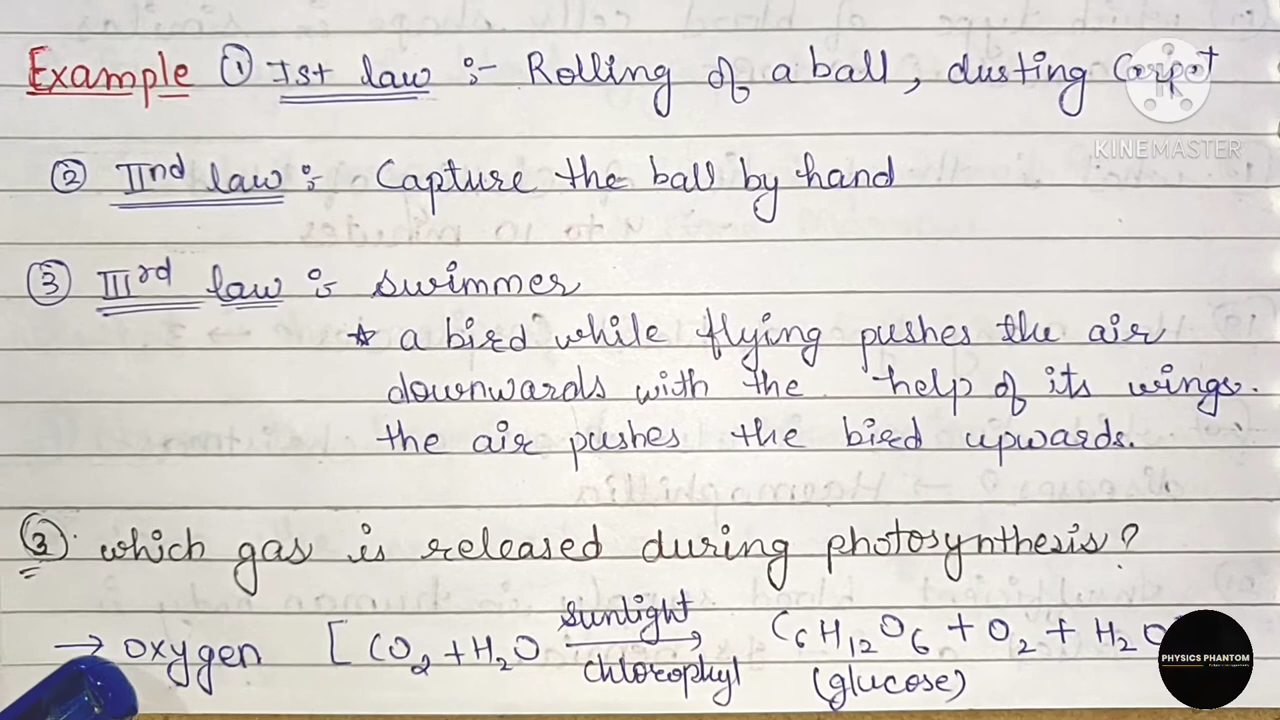 Example ① Ist law :- Rolling of a ball, dusting Carpet
KINEMASTER
② IInd law :- Capture the ball by hand
③ IIIrd law :- swimmer
* a bird while flying pushes the air
downwards with the help of its wings.
the air pushes the bird upwards.
②. which gas is released during photosynthesis?
→ oxygen [ CO₂ + H₂O sunlight → chlorophyl C₆H₁₂O₆ + O₂ + H₂O
(glucose)
PHYSICS PHANTOM